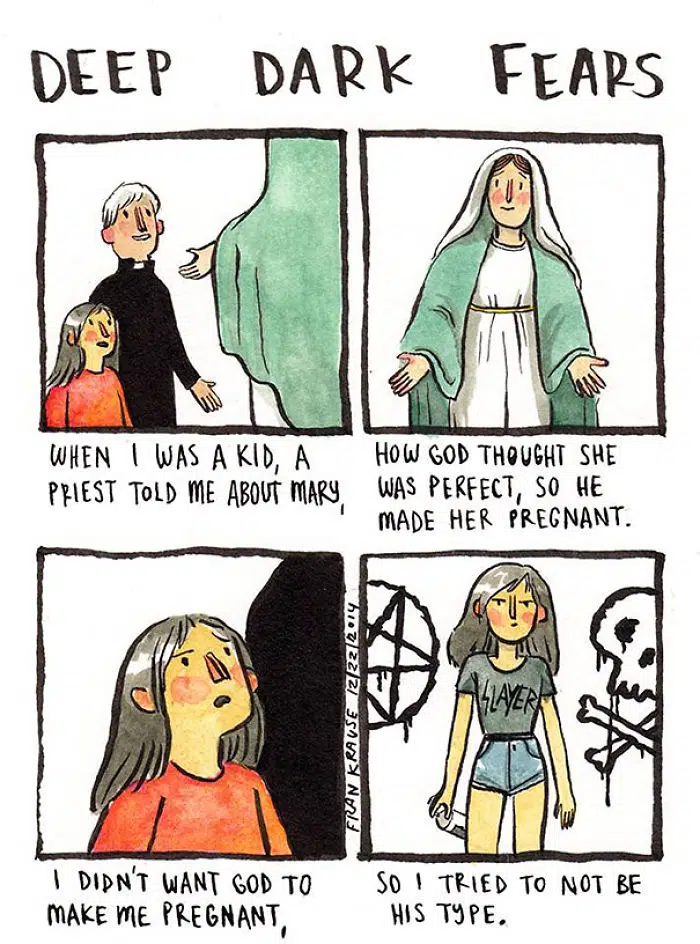 DEEP DARK FEARS
WHEN I WAS A KID, A
PRIEST TOLD ME ABOUT MARY,
HOW GOD THOUGHT SHE
WAS PERFECT, SO HE
MADE HER PREGNANT.
I DIDN'T WANT GOD TO
MAKE ME PREGNANT,
FRAN KRAUSE 12/22/2014
SLAYER
SO I TRIED TO NOT BE
HIS TYPE.